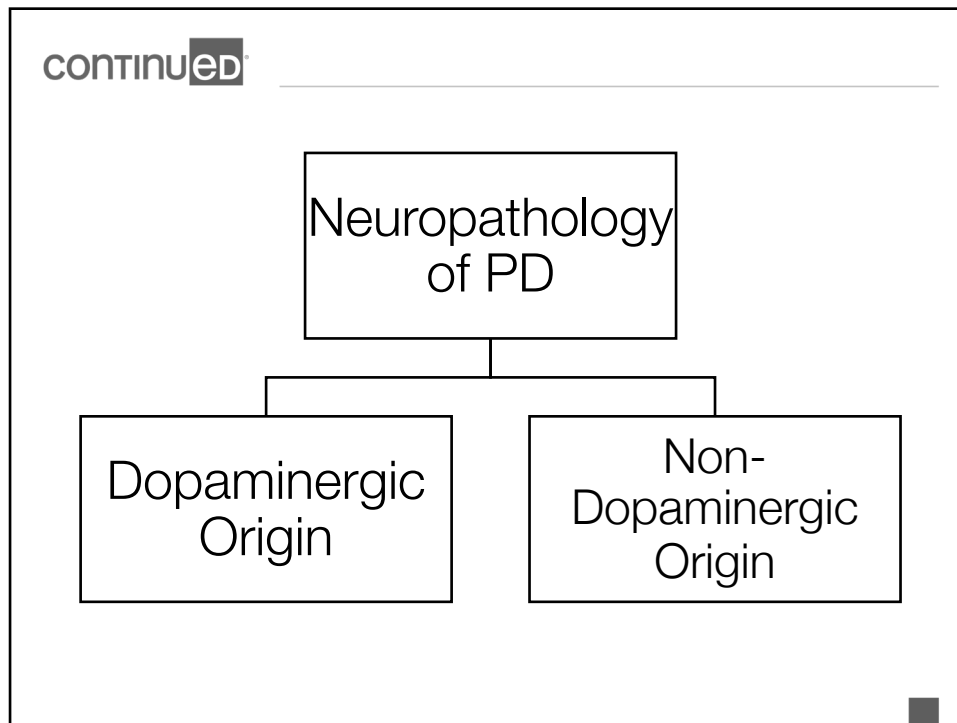 continued®
Neuropathology
of PD
Dopaminergic
Origin
Non-
Dopaminergic
Origin